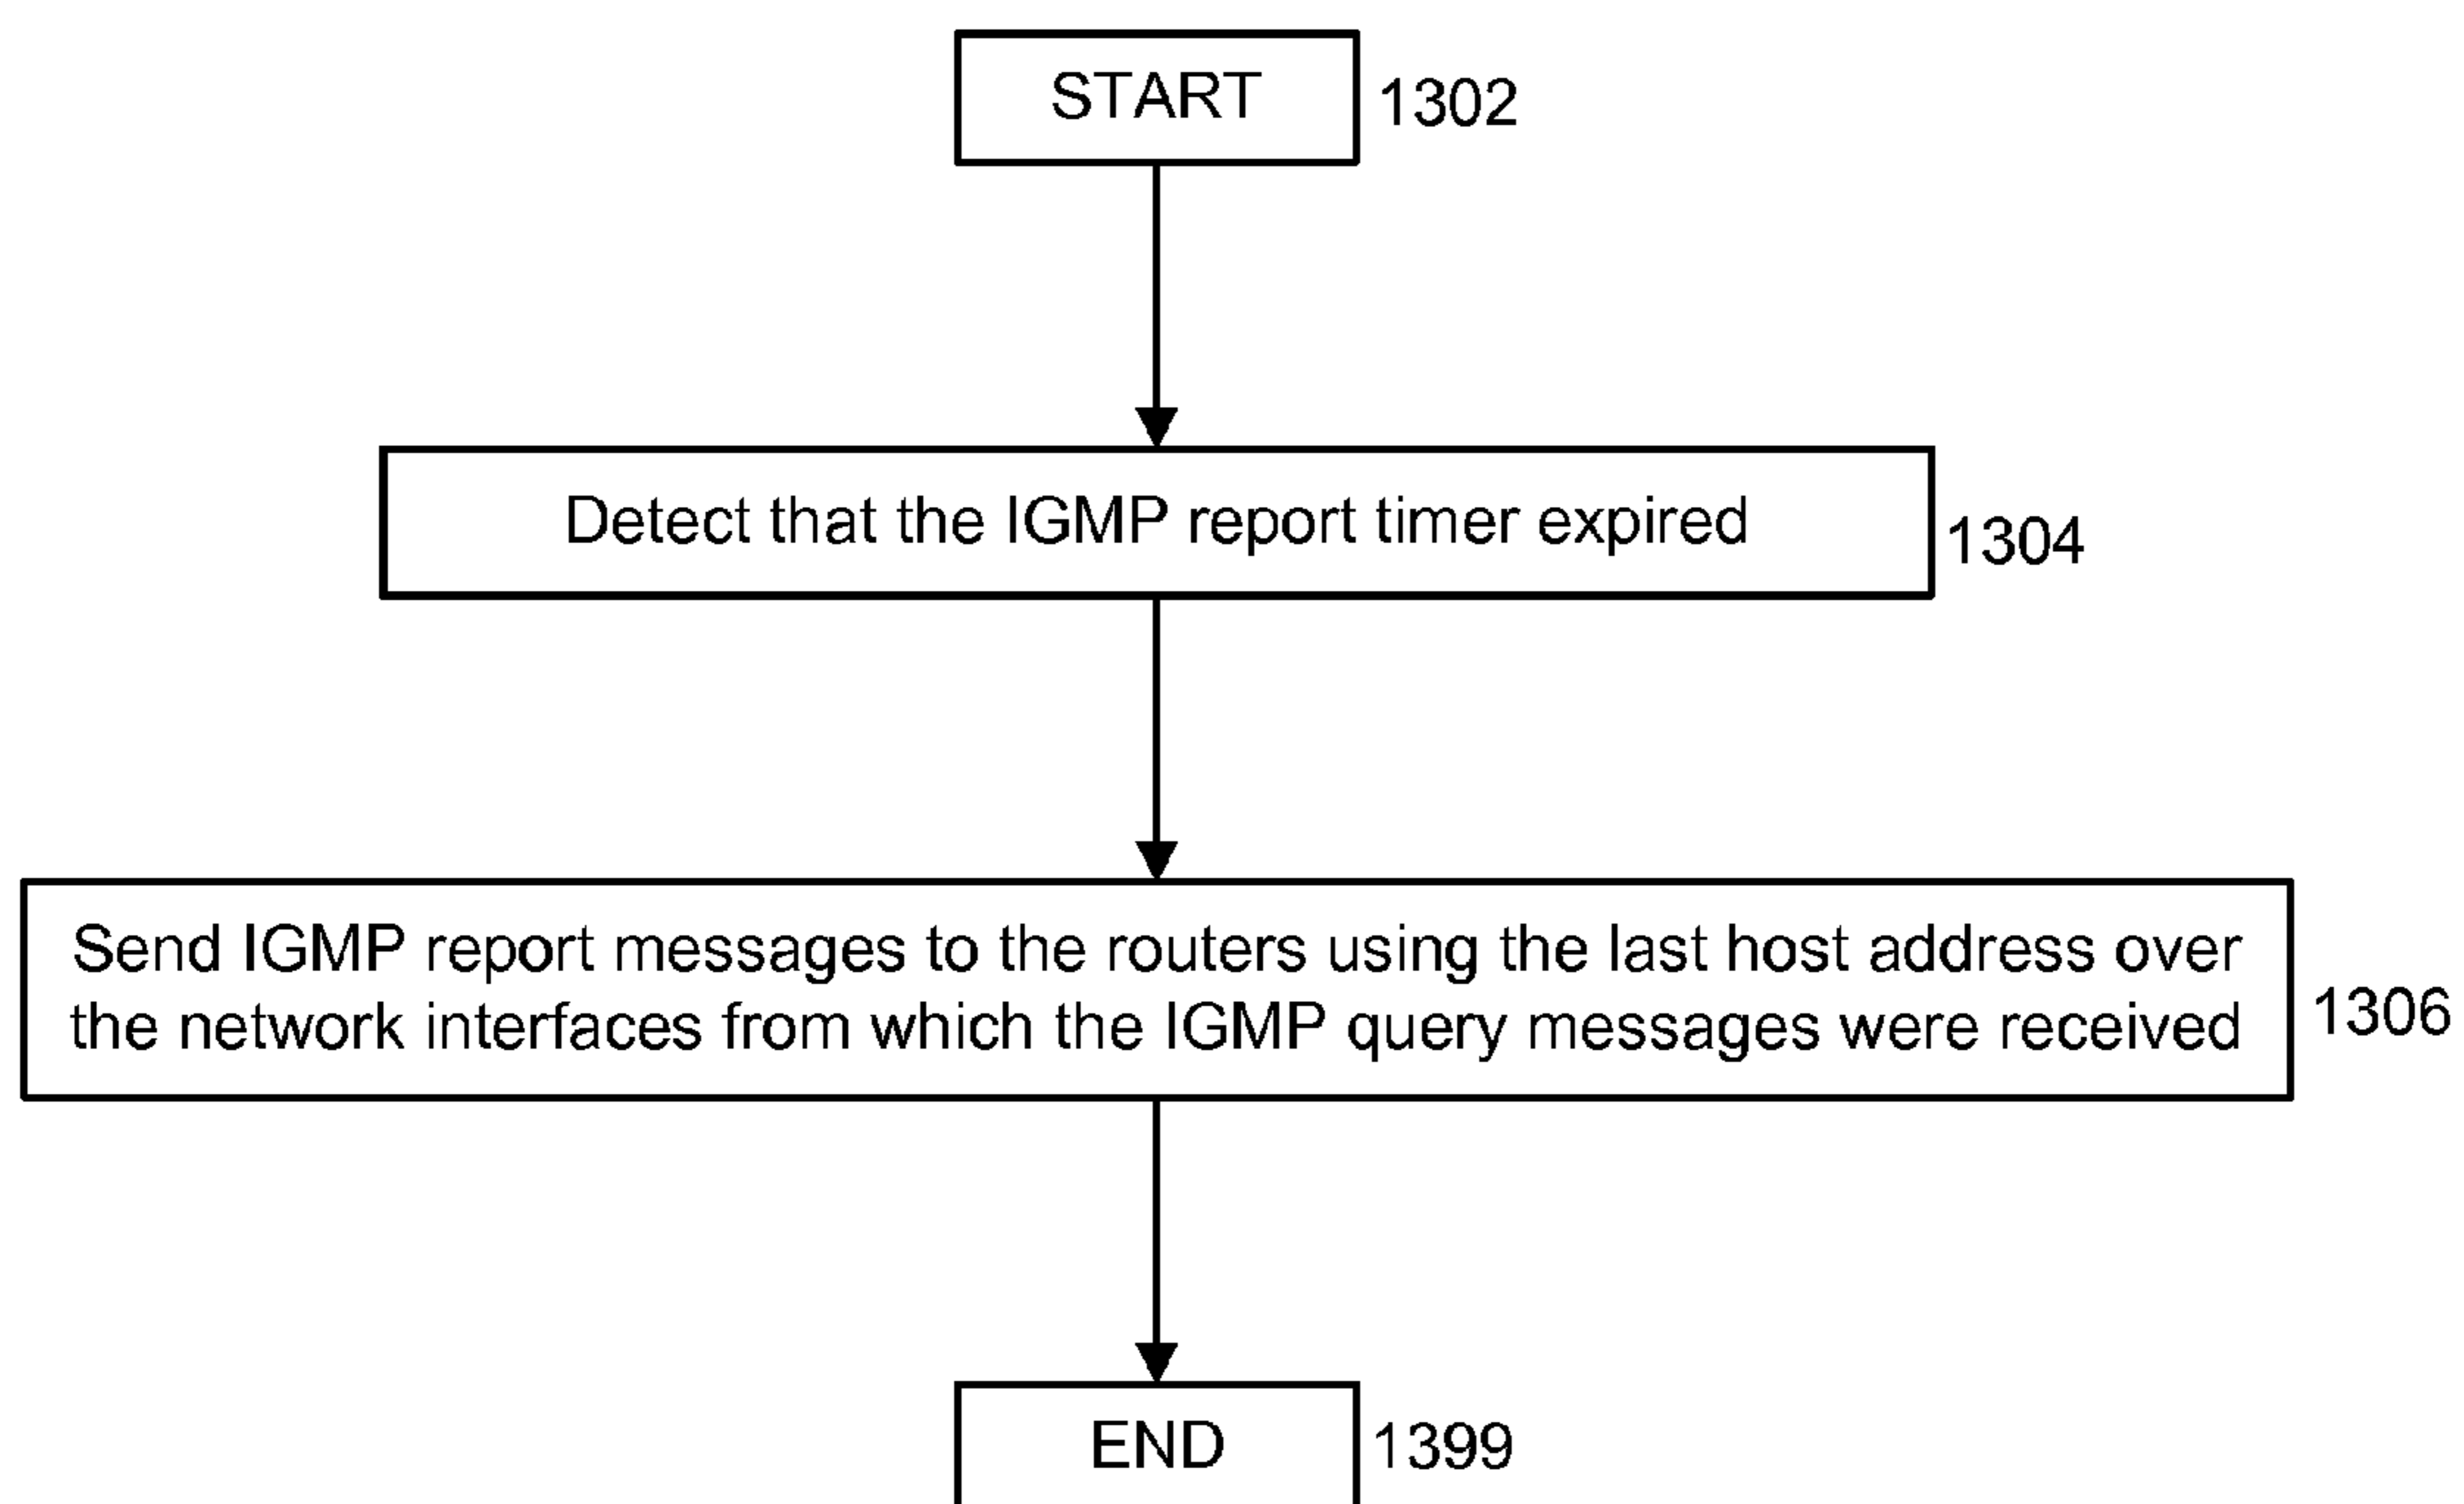 START 1302
Detect that the IGMP report timer expired 1304
Send IGMP report messages to the routers using the last host address over
the network interfaces from which the IGMP query messages were received 1306
END 1399